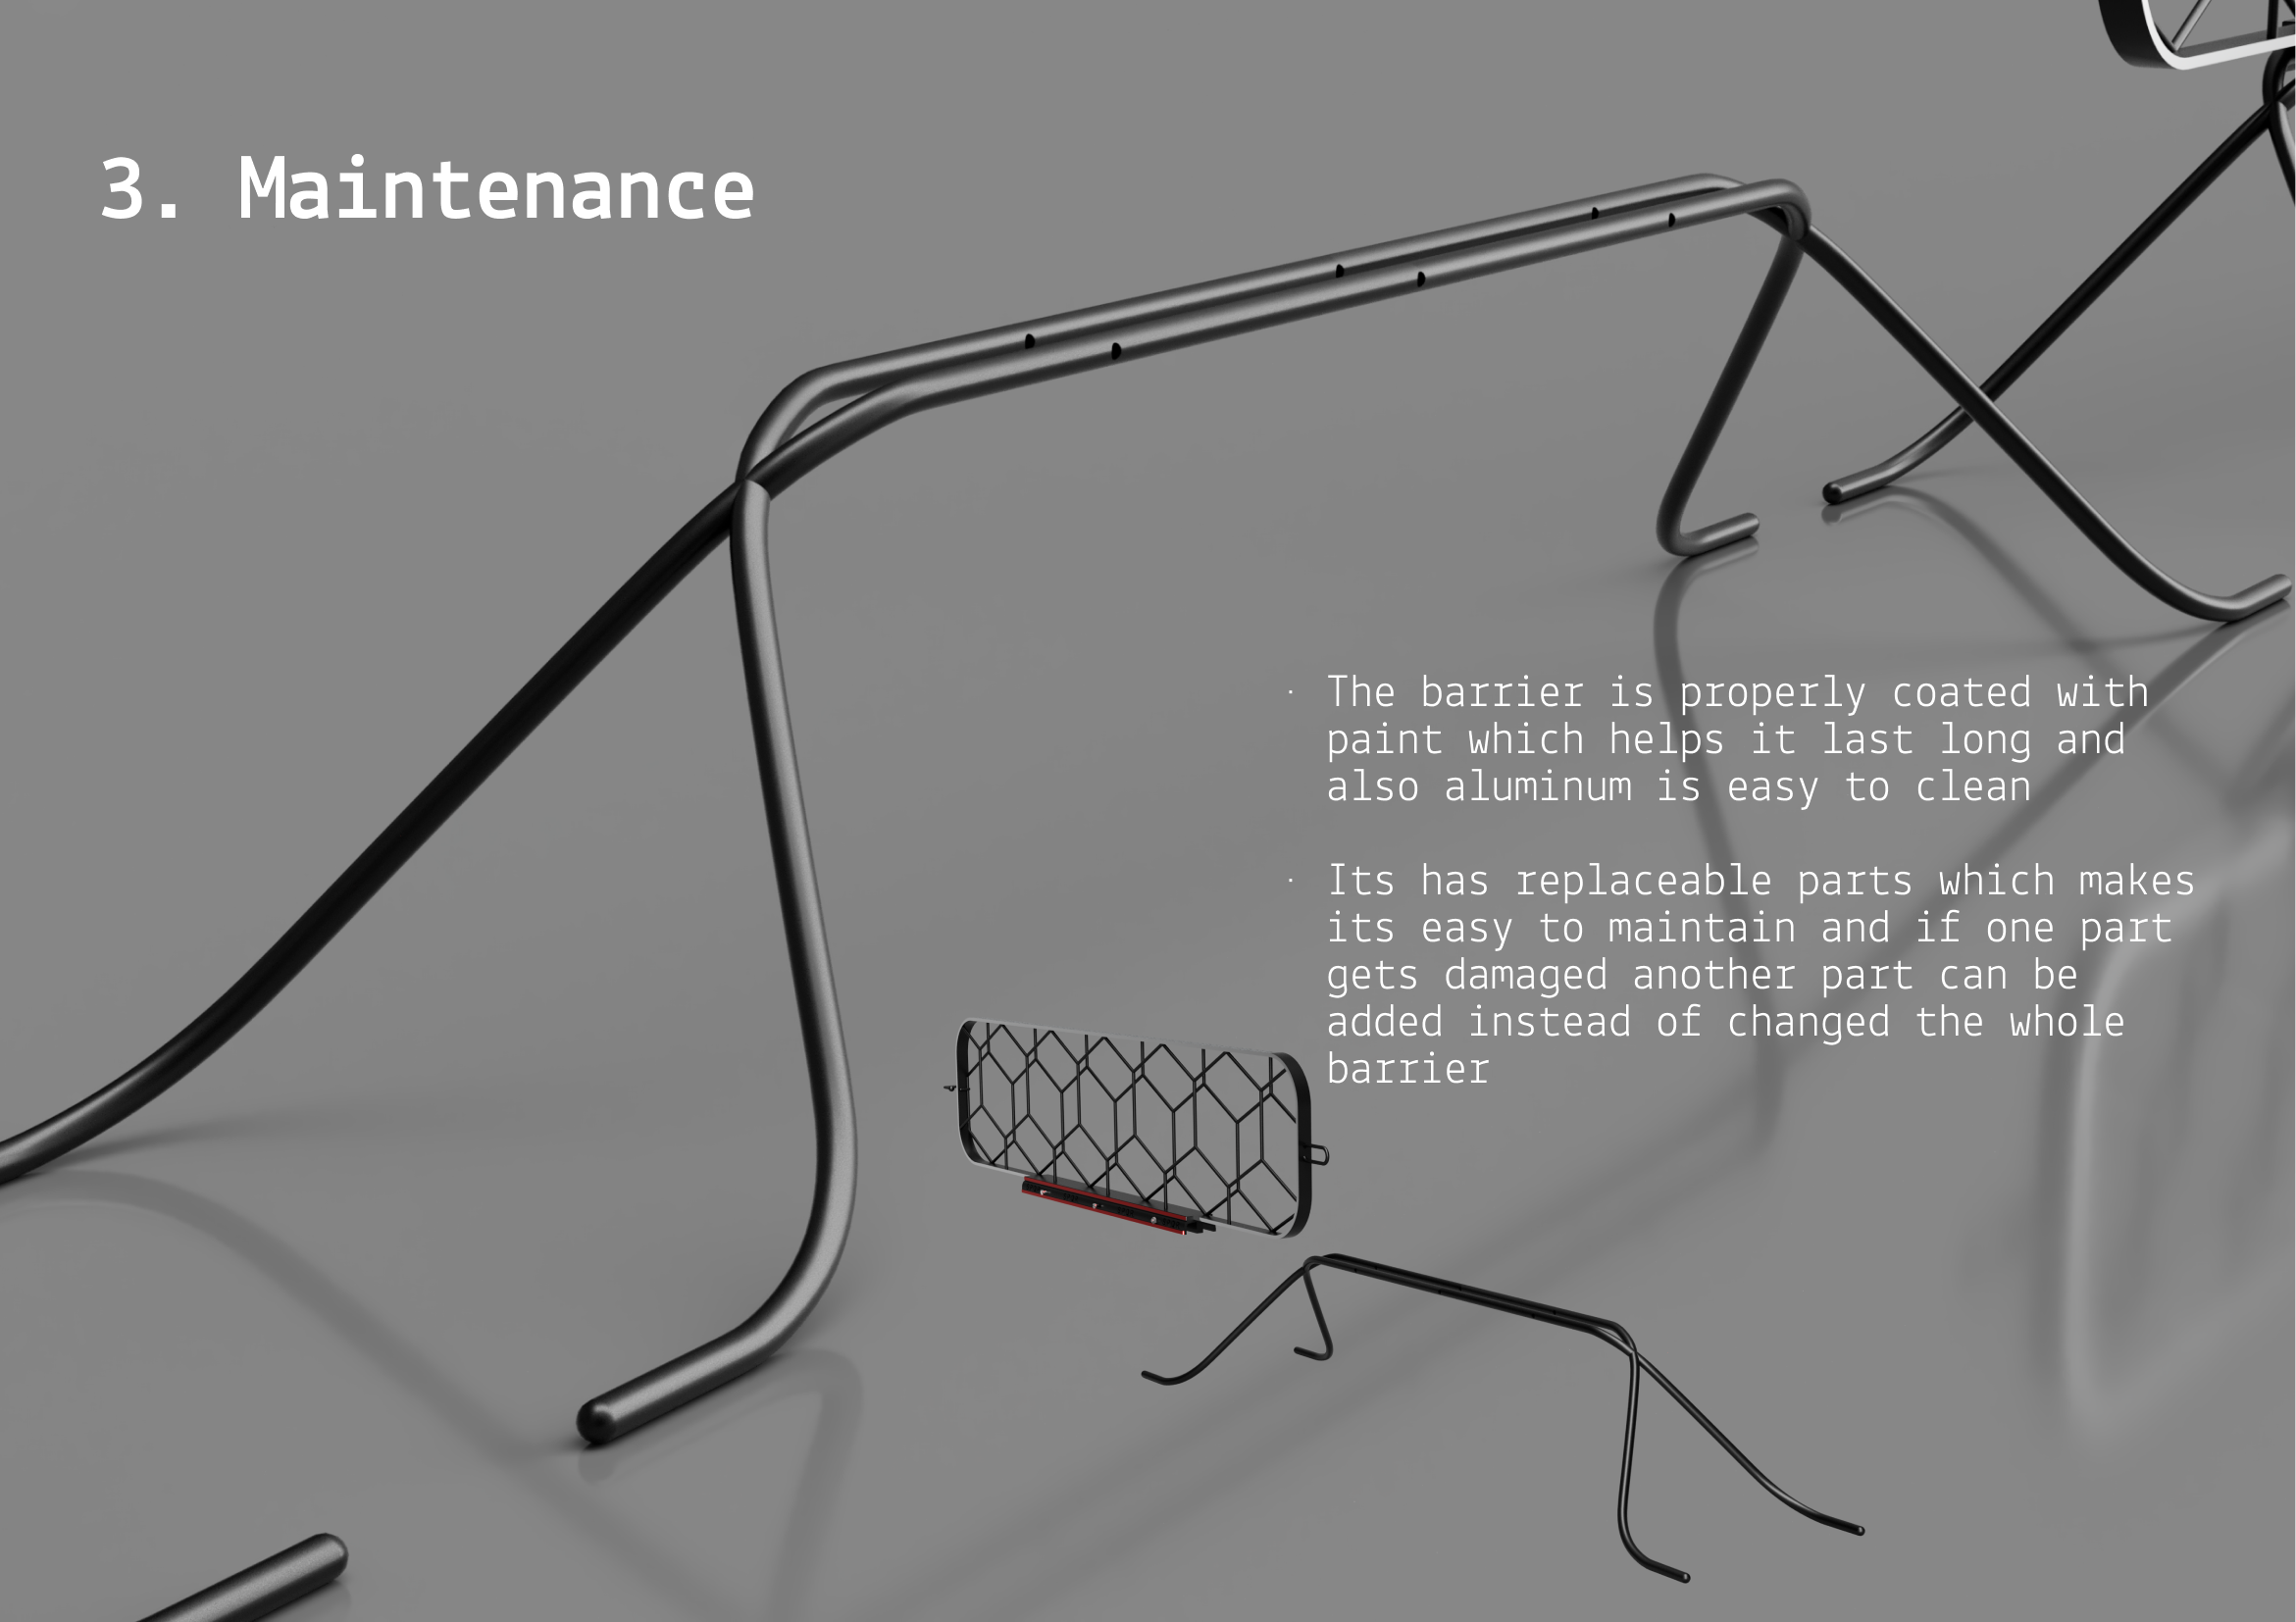 3. Maintenance
· The barrier is properly coated with
paint which helps it last long and
also aluminum is easy to clean
· Its has replaceable parts which makes
its easy to maintain and if one part
gets damaged another part can be
added instead of changed the whole
barrier